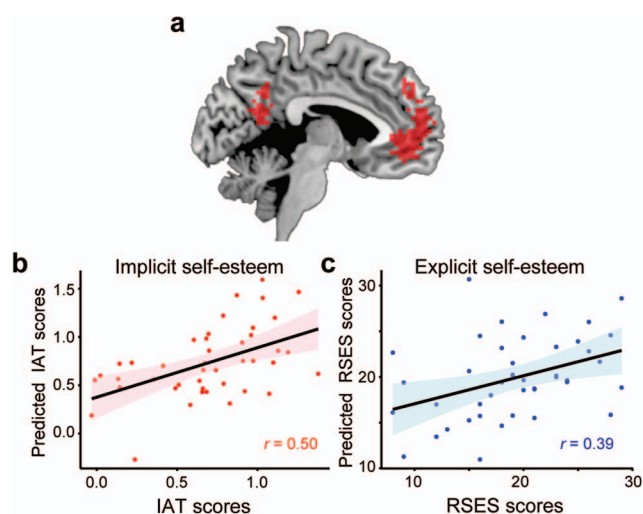 a
b
Implicit self-esteem
Predicted IAT scores
1.5
1.0
0.5
0.0
r = 0.50
0.0 0.5 1.0
IAT scores
c
Explicit self-esteem
Predicted RSES scores
30
20
10
r = 0.39
10 20 30
RSES scores